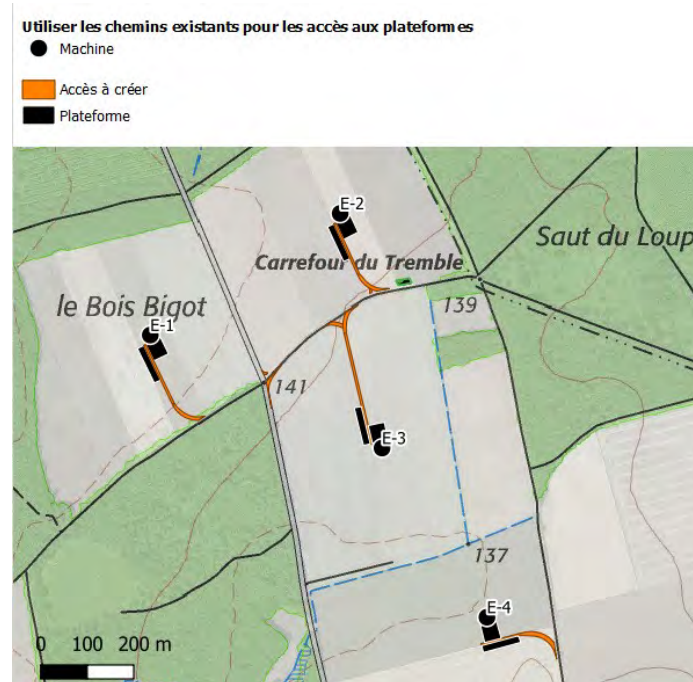 Utiliser les chemins existants pour les accès aux plateformes
Machine
Accès à créer
Plateforme
E-2
Saut du Loup
Carrefour du Tremble
139
le Bois Bigot
E-1
141
E-3
137
E-4
0 100 200 m